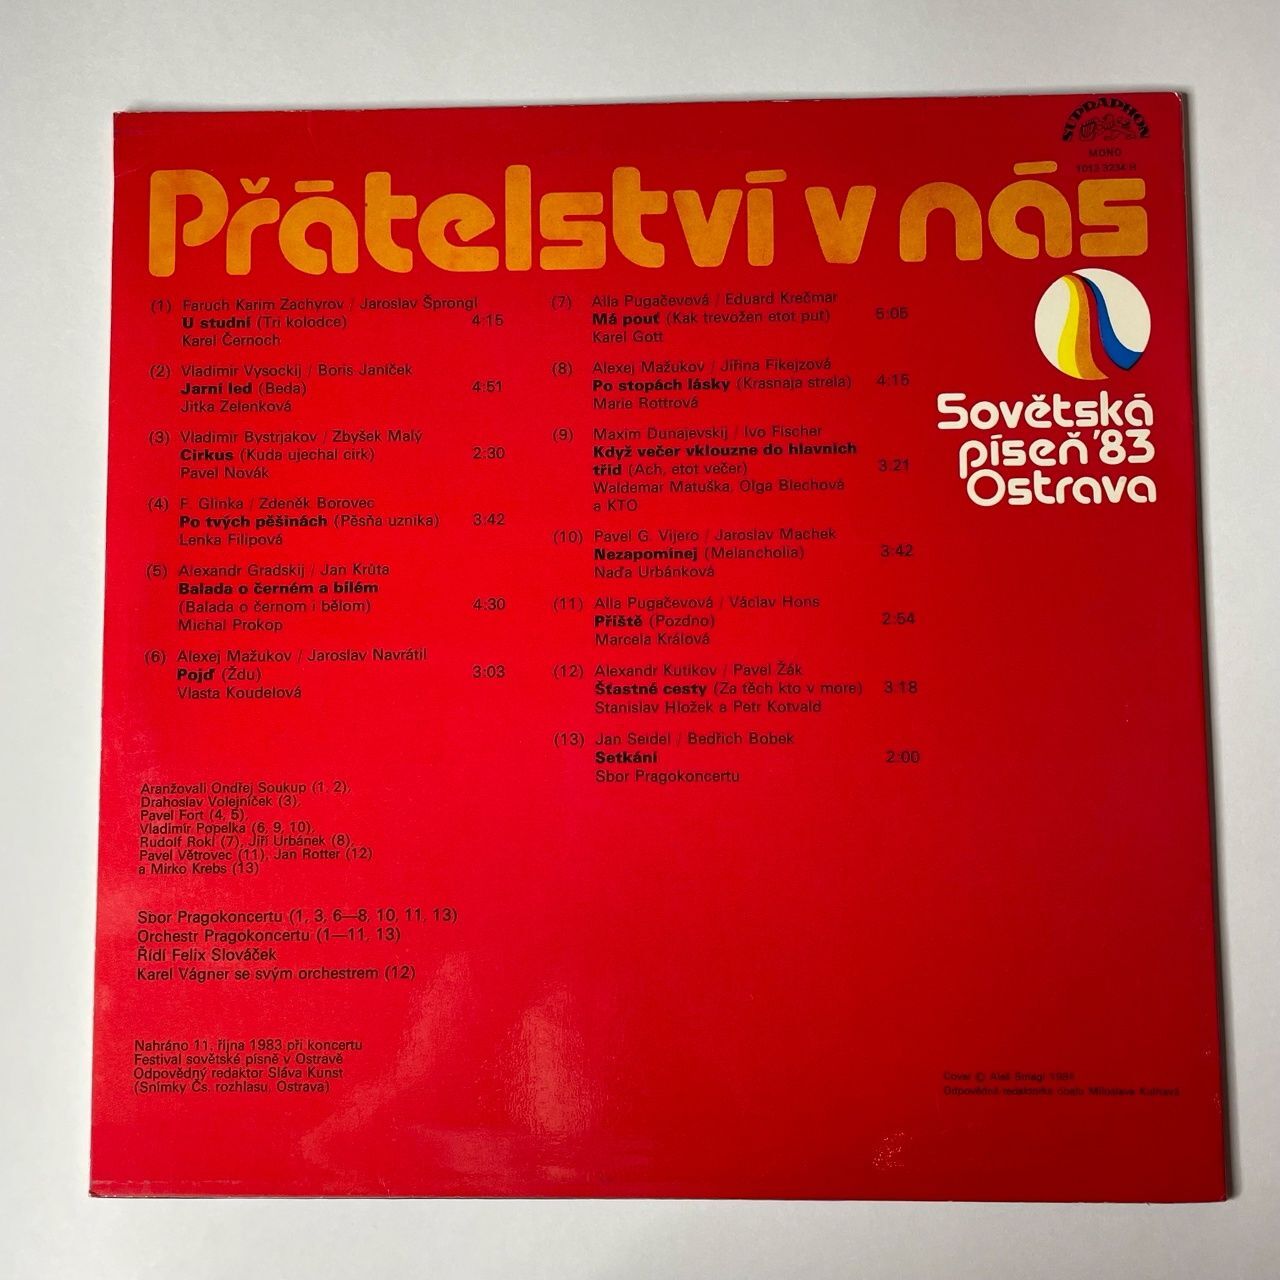 SUPRAPHON
MONO
1013 3234 H
Přátelství v nás
(1) Faruch Karim Zachyrov / Jaroslav Šprongl
U studní (Tri kolodce) 4:15
Karel Černoch
(2) Vladimír Vysockij / Boris Janíček
Jarní led (Beda) 4:51
Jitka Zelenková
(3) Vladimír Bystrjakov / Zbyšek Malý
Cirkus (Kuda ujechal cirk) 2:30
Pavel Novák
(4) F. Glinka / Zdeněk Borovec
Po tvých pěšinách (Pěsňa uznika) 3:42
Lenka Filipová
(5) Alexandr Gradskij / Jan Krůta
Balada o černém a bílém
(Balada o černom i bělom) 4:30
Michal Prokop
(6) Alexej Mažukov / Jaroslav Navrátil
Pojď (Ždu) 3:03
Vlasta Koudelová
(7) Alla Pugačevová / Eduard Krečmar
Má pouť (Kak trevožen etot puť) 5:05
Karel Gott
(8) Alexej Mažukov / Jiřina Fikejzová
Po stopách lásky (Krasnaja strela) 4:15
Marie Rottrová
(9) Maxim Dunajevskij / Ivo Fischer
Když večer vklouzne do hlavních
tříd (Ach, etot večer) 3:21
Waldemar Matuška, Olga Blechová
a KTO
(10) Pavel G. Vijero / Jaroslav Machek
Nezapomínej (Melancholia) 3:42
Naďa Urbánková
(11) Alla Pugačevová / Václav Hons
Příště (Pozdno) 2:54
Marcela Králová
(12) Alexandr Kutikov / Pavel Žák
Šťastné cesty (Za těch kto v more) 3:18
Stanislav Hložek a Petr Kotvald
(13) Jan Seidel / Bedřich Bobek
Setkání 2:00
Sbor Pragokoncertu
Sovětská
píseň '83
Ostrava
Aranžovali Ondřej Soukup (1, 2),
Drahoslav Volejníček (3),
Pavel Fort (4, 5),
Vladimír Popelka (6, 9, 10),
Rudolf Rokl (7), Jiří Urbánek (8),
Pavel Větrovec (11), Jan Rotter (12)
a Mirko Krebs (13)
Sbor Pragokoncertu (1, 3, 6—8, 10, 11, 13)
Orchestr Pragokoncertu (1—11, 13)
Řídí Felix Slováček
Karel Vágner se svým orchestrem (12)
Nahráno 11. října 1983 při koncertu
Festival sovětské písně v Ostravě
Odpovědný redaktor Sláva Kunst
(Snímky Čs. rozhlasu, Ostrava)
Cover © Aleš 1984
Odpovědná redaktorka obalu Miloslava